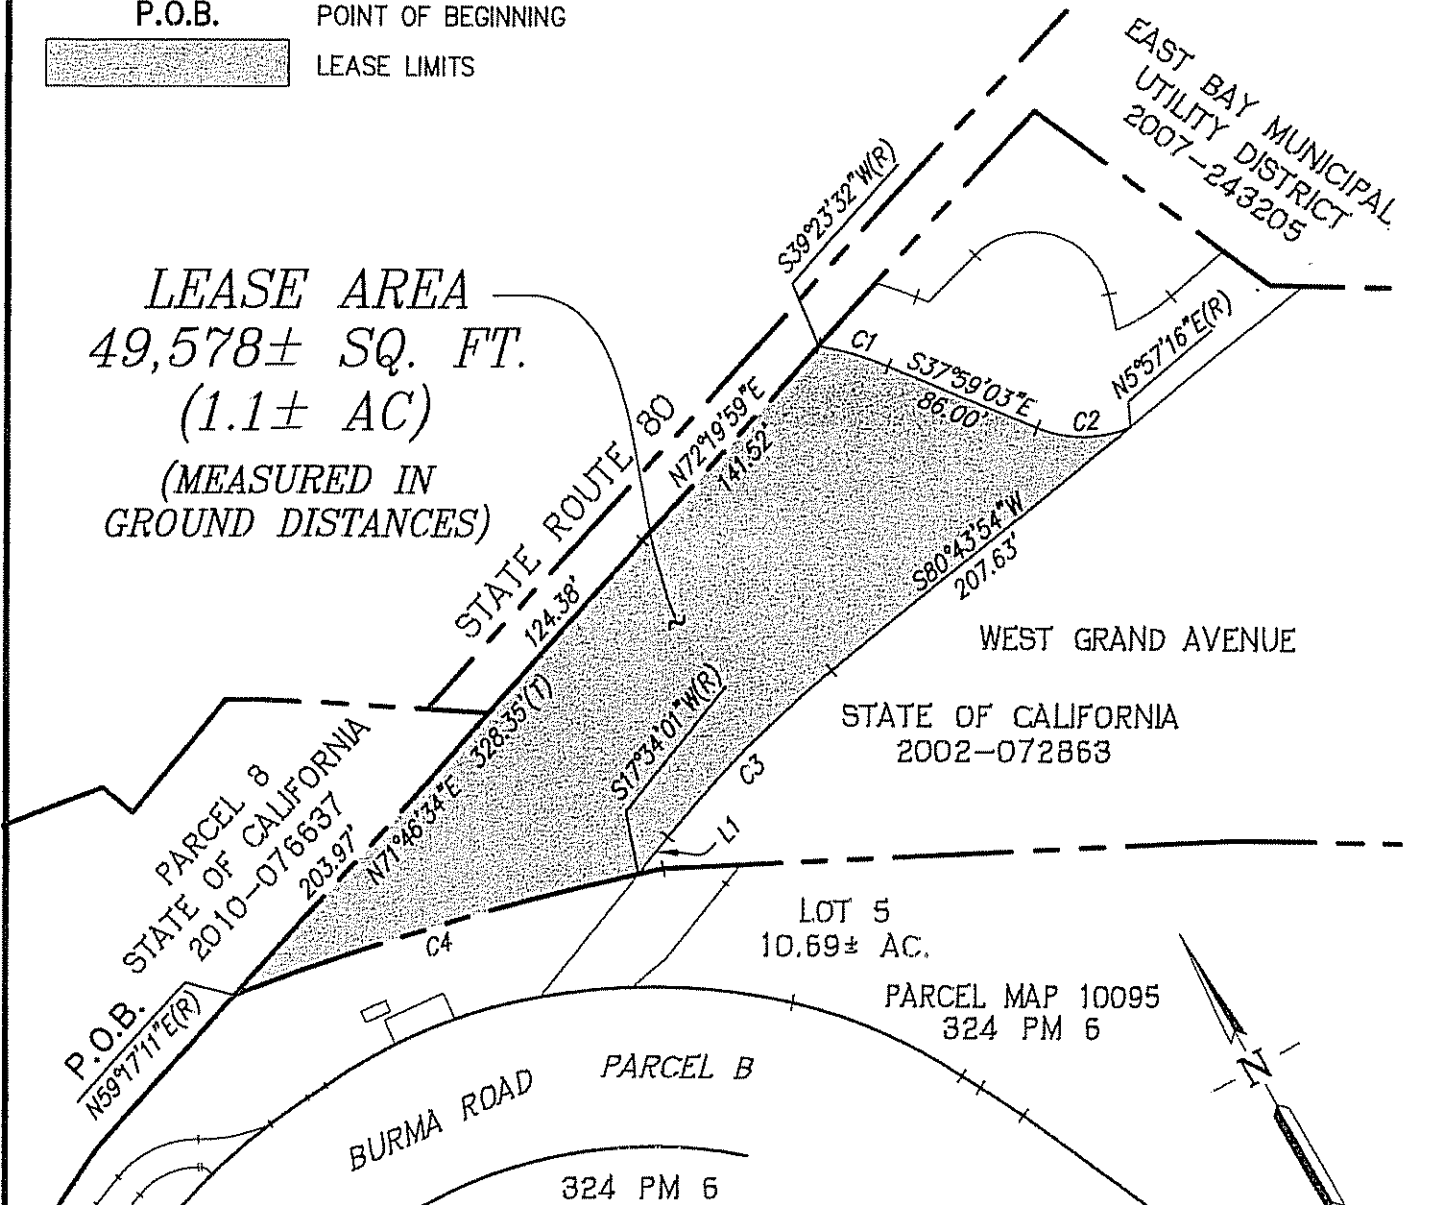 P.O.B. POINT OF BEGINNING
LEASE LIMITS
EAST BAY MUNICIPAL
UTILITY DISTRICT
2007-243205
S39°23'32"W(R)
LEASE AREA
49,578± SQ. FT.
(1.1± AC)
(MEASURED IN
GROUND DISTANCES)
STATE ROUTE 80
N72°19'59"E
141.52'
C1
S37°59'03"E
86.00'
C2
N5°57'16"E(R)
124.38'
S80°43'54"W
207.63'
WEST GRAND AVENUE
STATE OF CALIFORNIA
2002-072863
328.35'(T)
N71°46'34"E
203.97'
S17°34'01"W(R)
C3
L1
PARCEL 8
STATE OF CALIFORNIA
2010-076637
C4
LOT 5
10.69± AC.
P.O.B.
N59°17'11"E(R)
PARCEL MAP 10095
324 PM 6
N
BURMA ROAD
PARCEL B
324 PM 6